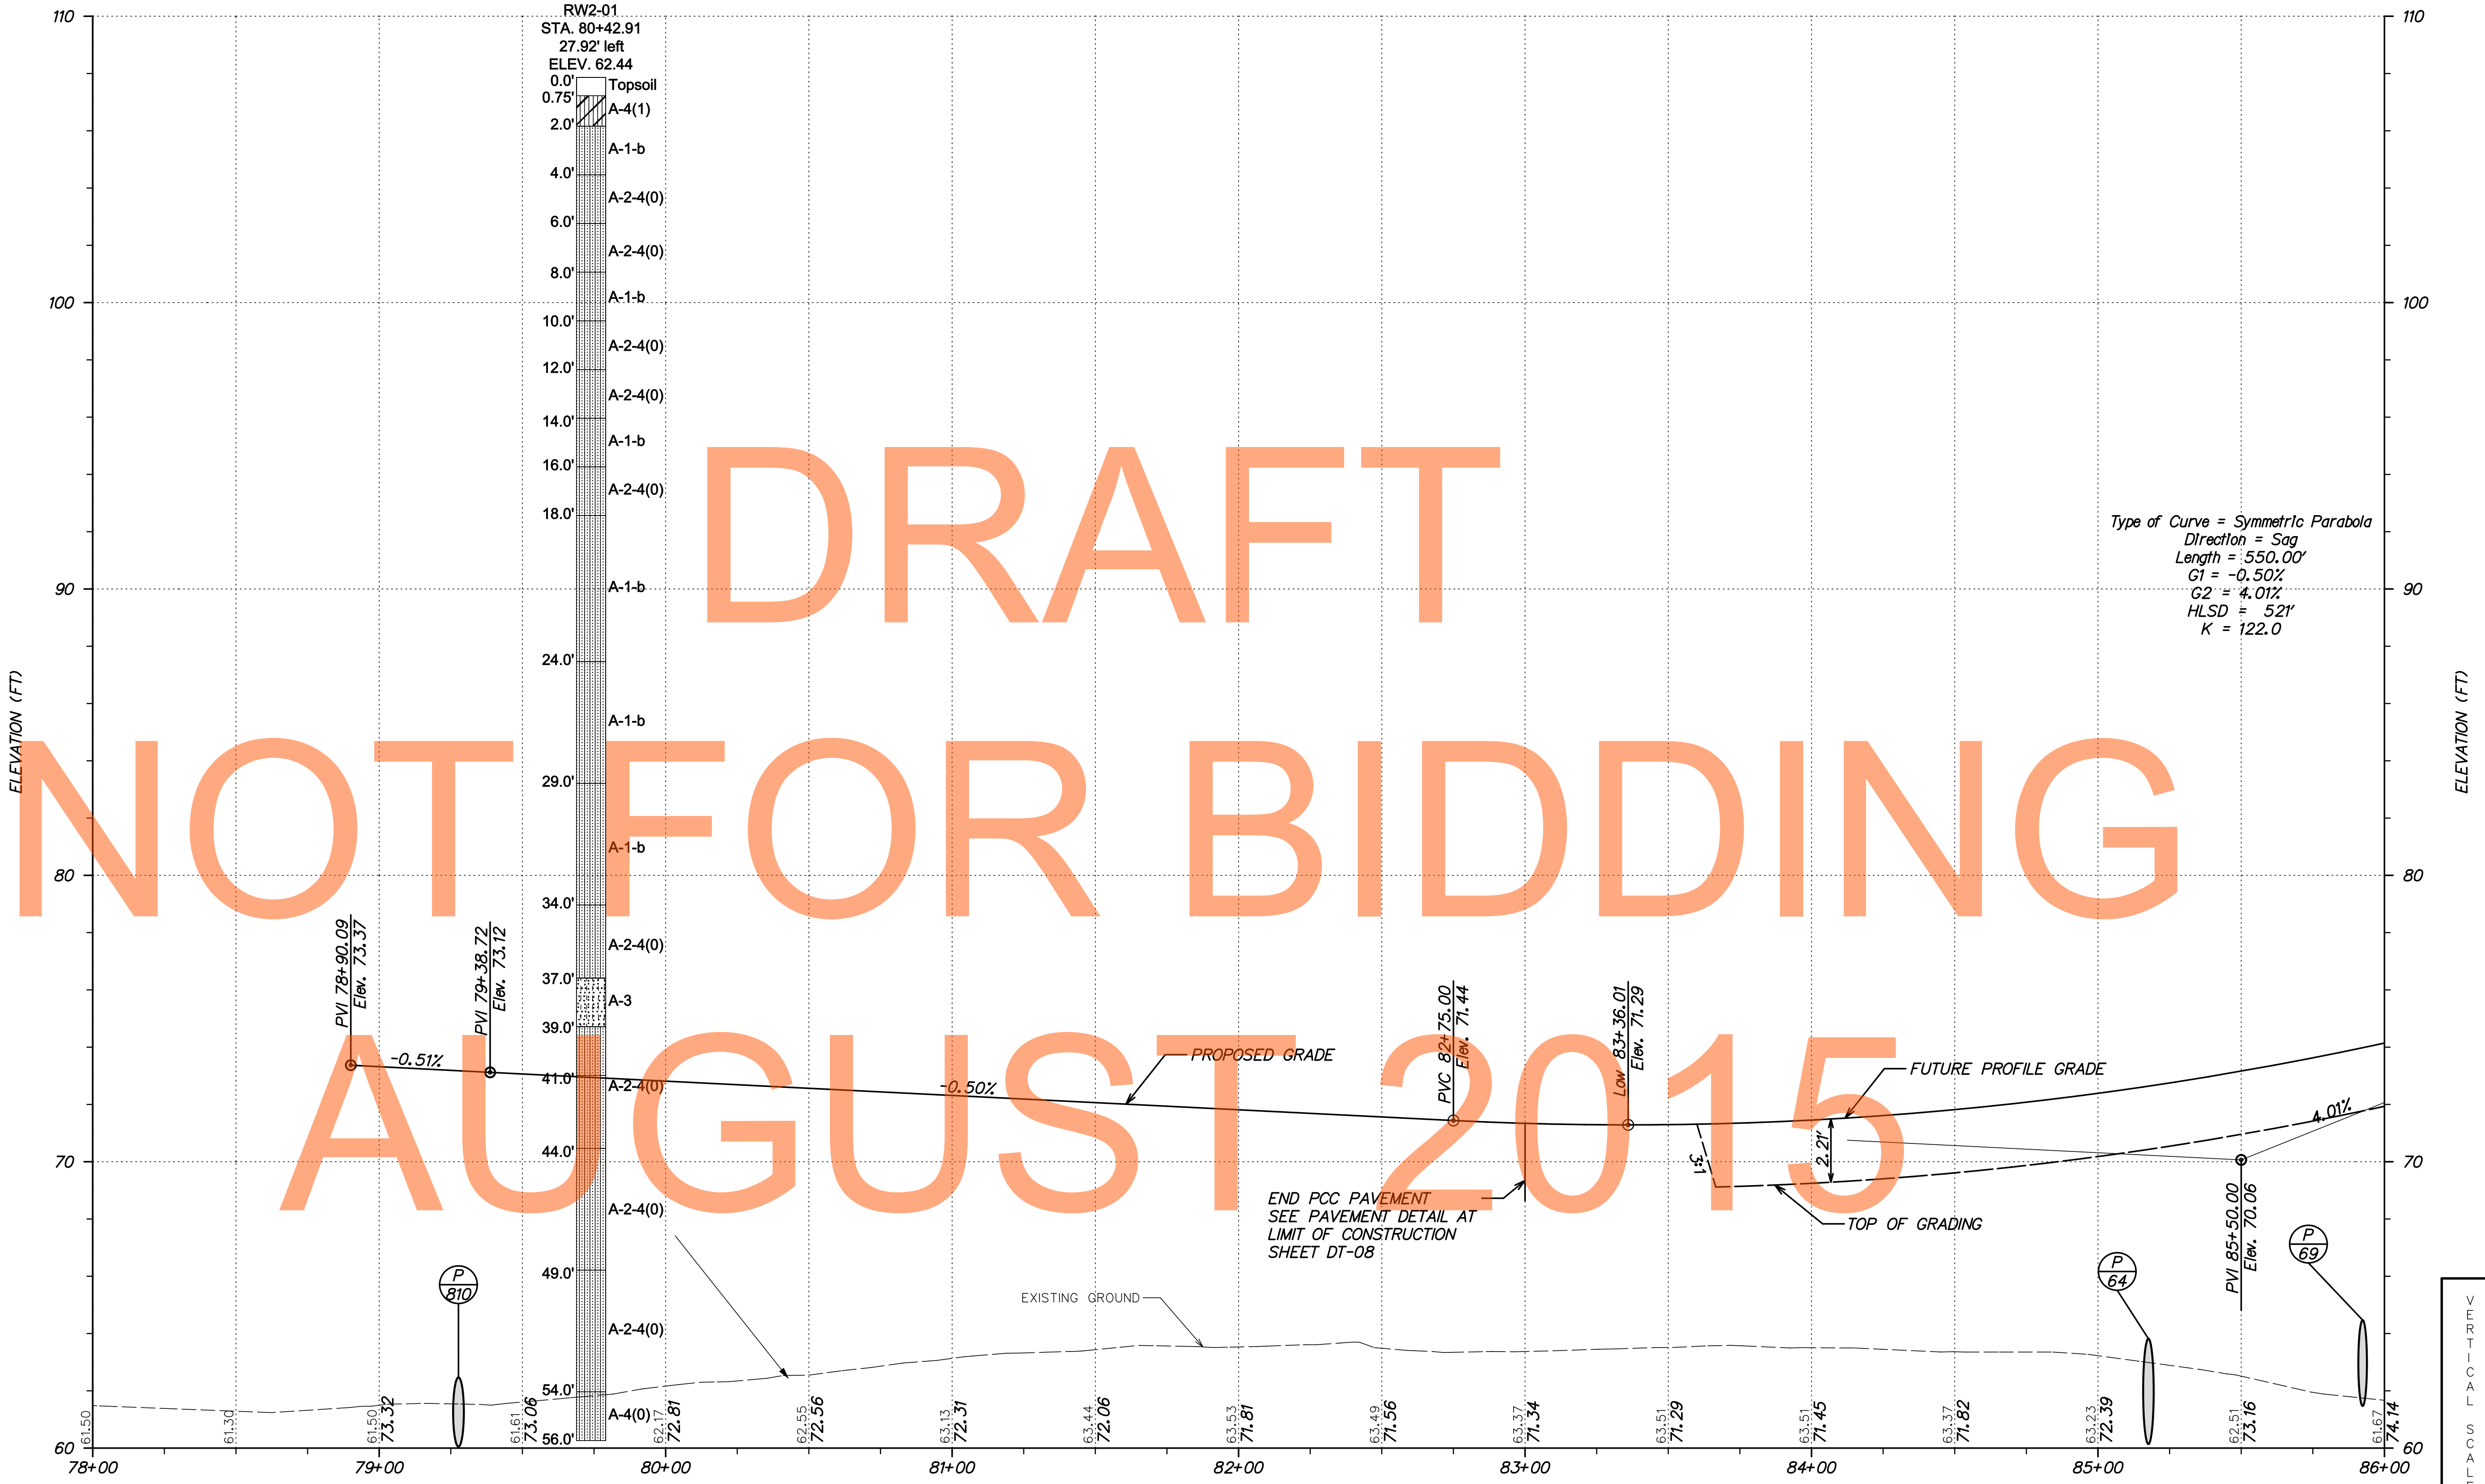 RW2-01
STA. 80+42.91
27.92' left
ELEV. 62.44
0.0'
Topsoil
0.75'
A-4(1)
2.0'
A-1-b
4.0'
A-2-4(0)
6.0'
A-2-4(0)
8.0'
A-1-b
10.0'
A-2-4(0)
12.0'
A-2-4(0)
14.0'
A-1-b
16.0'
A-2-4(0)
18.0'
A-1-b
24.0'
A-1-b
29.0'
A-1-b
34.0'
A-2-4(0)
37.0'
A-3
39.0'
41.0'
A-2-4(0)
44.0'
A-2-4(0)
49.0'
A-2-4(0)
54.0'
A-4(0)
56.0'
110
100
90
80
70
60
ELEVATION (FT)
110
100
90
80
70
60
ELEVATION (FT)
DRAFT
NOT FOR BIDDING
AUGUST 2015
Type of Curve = Symmetric Parabola
Direction = Sag
Length = 550.00'
G1 = -0.50%
G2 = 4.01%
HLSD = 521'
K = 122.0
PVI 78+90.09
Elev. 73.37
-0.51%
PVI 79+38.72
Elev. 73.12
-0.50%
PROPOSED GRADE
PVC 82+75.00
Elev. 71.44
Low 83+36.01
Elev. 71.29
FUTURE PROFILE GRADE
3:1
2.21'
4.01%
TOP OF GRADING
END PCC PAVEMENT
SEE PAVEMENT DETAIL AT
LIMIT OF CONSTRUCTION
SHEET DT-08
PVI 85+50.00
Elev. 70.06
P
810
P
64
P
69
EXISTING GROUND
61.50
61.30
61.50
73.32
61.61
73.06
62.17
72.81
62.55
72.56
63.13
72.31
63.44
72.06
63.53
71.81
63.49
71.56
63.37
71.34
63.51
71.29
63.51
71.45
63.37
71.82
63.23
72.39
62.51
73.16
61.67
74.14
78+00
79+00
80+00
81+00
82+00
83+00
84+00
85+00
86+00
VERTICAL SCALE